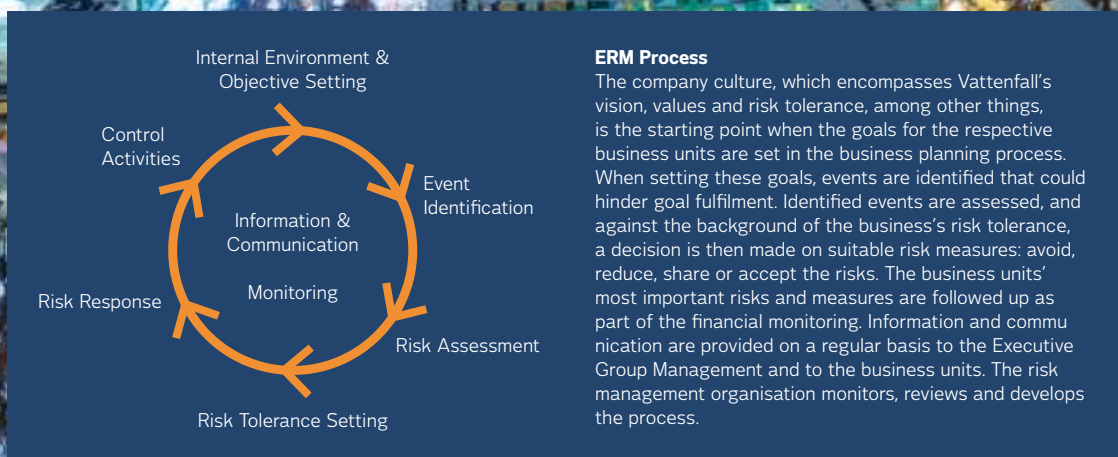 Internal Environment &
Objective Setting
Event
Identification
Risk Assessment
Risk Tolerance Setting
Risk Response
Control
Activities
Information &
Communication
Monitoring
ERM Process
The company culture, which encompasses Vattenfall's
vision, values and risk tolerance, among other things,
is the starting point when the goals for the respective
business units are set in the business planning process.
When setting these goals, events are identified that could
hinder goal fulfilment. Identified events are assessed, and
against the background of the business's risk tolerance,
a decision is then made on suitable risk measures: avoid,
reduce, share or accept the risks. The business units'
most important risks and measures are followed up as
part of the financial monitoring. Information and commu
nication are provided on a regular basis to the Executive
Group Management and to the business units. The risk
management organisation monitors, reviews and develops
the process.